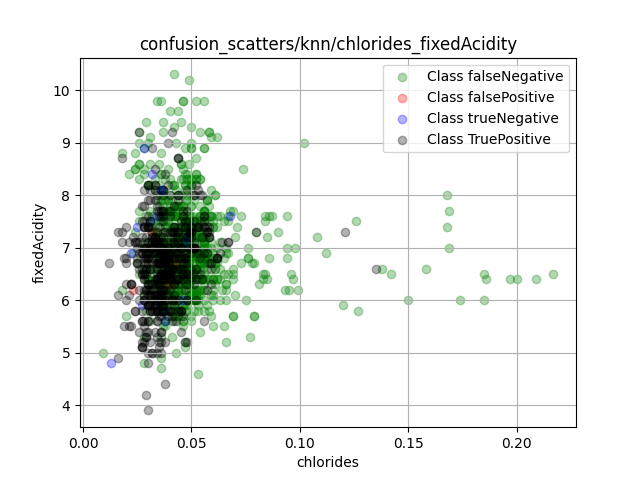 confusion_scatters/knn/chlorides_fixedAcidity
Class falseNegative
Class falsePositive
Class trueNegative
Class TruePositive
fixedAcidity
10
9
8
7
6
5
4
0.00 0.05 0.10 0.15 0.20
chlorides